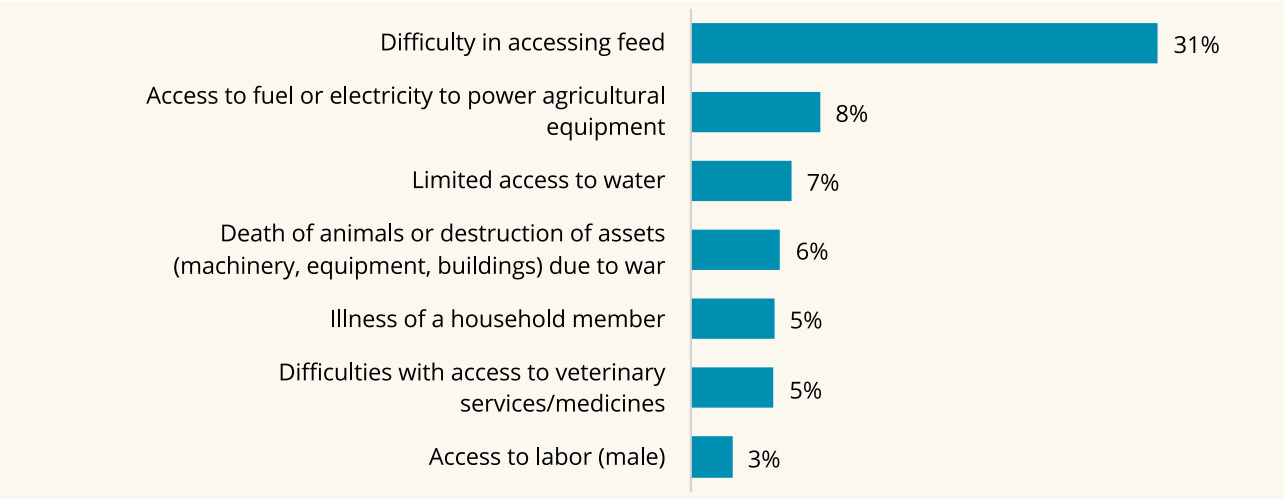 Difficulty in accessing feed
31%
Access to fuel or electricity to power agricultural
equipment
8%
Limited access to water
7%
Death of animals or destruction of assets
(machinery, equipment, buildings) due to war
6%
Illness of a household member
5%
Difficulties with access to veterinary
services/medicines
5%
Access to labor (male)
3%